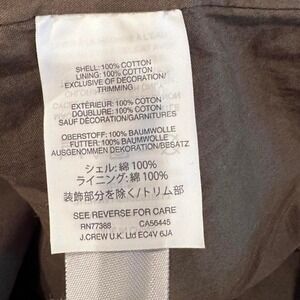 SHELL: 100% COTTON
LINING: 100% COTTON
EXCLUSIVE OF DECORATION/
TRIMMING
EXTÉRIEUR: 100% COTON
DOUBLURE: 100% COTON
SAUF DÉCORATION/GARNITURES
OBERSTOFF: 100% BAUMWOLLE
FUTTER: 100% BAUMWOLLE
AUSGENOMMEN DEKORATION/BESATZ
シェル: 綿 100%
ライニング: 綿 100%
装飾部分を除く/トリム部
SEE REVERSE FOR CARE
RN77388 CA56445
J.CREW U.K. Ltd EC4V 6JA